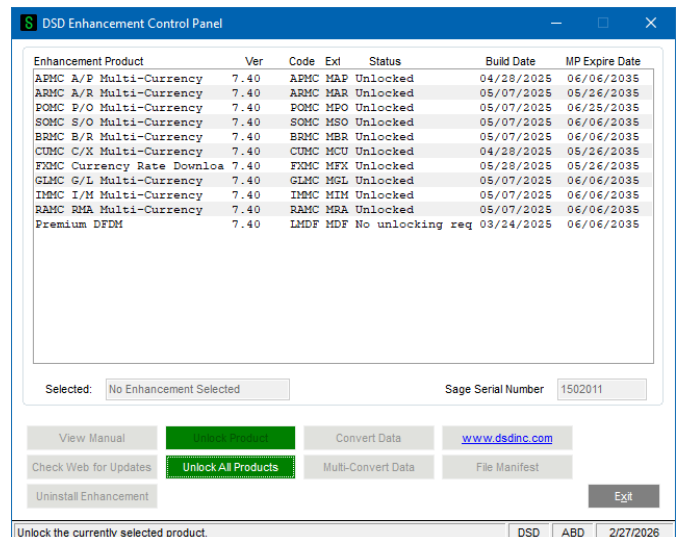 DSD Enhancement Control Panel
Enhancement Product Ver Code Ext Status Build Date MP Expire Date
APMC A/P Multi-Currency 7.40 APMC MAP Unlocked 04/28/2025 06/06/2035
ARMC A/R Multi-Currency 7.40 ARMC MAR Unlocked 05/07/2025 05/26/2035
POMC P/O Multi-Currency 7.40 POMC MPO Unlocked 05/07/2025 06/25/2035
SOMC S/O Multi-Currency 7.40 SOMC MSO Unlocked 05/07/2025 06/06/2035
BRMC B/R Multi-Currency 7.40 BRMC MBR Unlocked 05/07/2025 06/06/2035
CUMC C/X Multi-Currency 7.40 CUMC MCU Unlocked 04/28/2025 05/26/2035
FXMC Currency Rate Downloa 7.40 FXMC MFX Unlocked 05/28/2025 05/26/2035
GLMC G/L Multi-Currency 7.40 GLMC MGL Unlocked 05/07/2025 06/06/2035
IMMC I/M Multi-Currency 7.40 IMMC MIM Unlocked 05/07/2025 06/06/2035
RAMC RMA Multi-Currency 7.40 RAMC MRA Unlocked 05/07/2025 06/06/2035
Premium DFDM 7.40 LMDF MDF No unlocking req 03/24/2025 06/06/2035
Selected: No Enhancement Selected Sage Serial Number 1502011
View Manual Unlock Product Convert Data www.dsdinc.com
Check Web for Updates Unlock All Products Multi-Convert Data File Manifest
Uninstall Enhancement Exit
Unlock the currently selected product. DSD ABD 2/27/2026